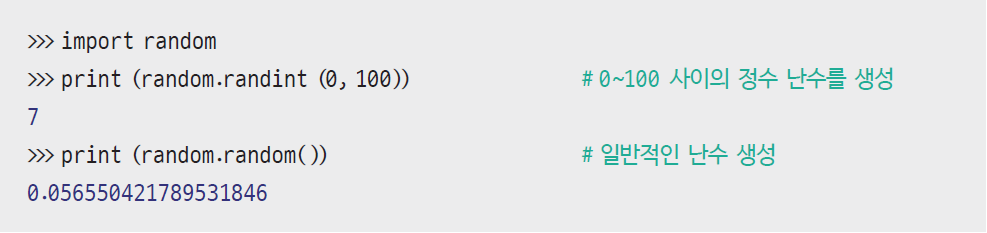 >>> import random
>>> print (random.randint (0, 100)) # 0~100 사이의 정수 난수를 생성
7
>>> print (random.random()) # 일반적인 난수 생성
0.056550421789531846